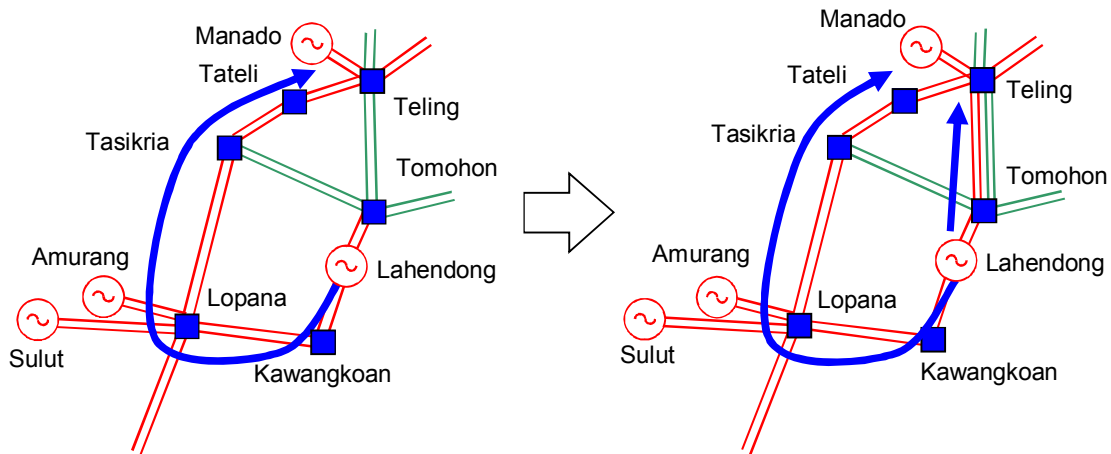 Manado
Tateli
Teling
Tasikria
Tomohon
Amurang
Lahendong
Lopana
Sulut
Kawangkoan
Manado
Tateli
Teling
Tasikria
Tomohon
Amurang
Lahendong
Lopana
Sulut
Kawangkoan